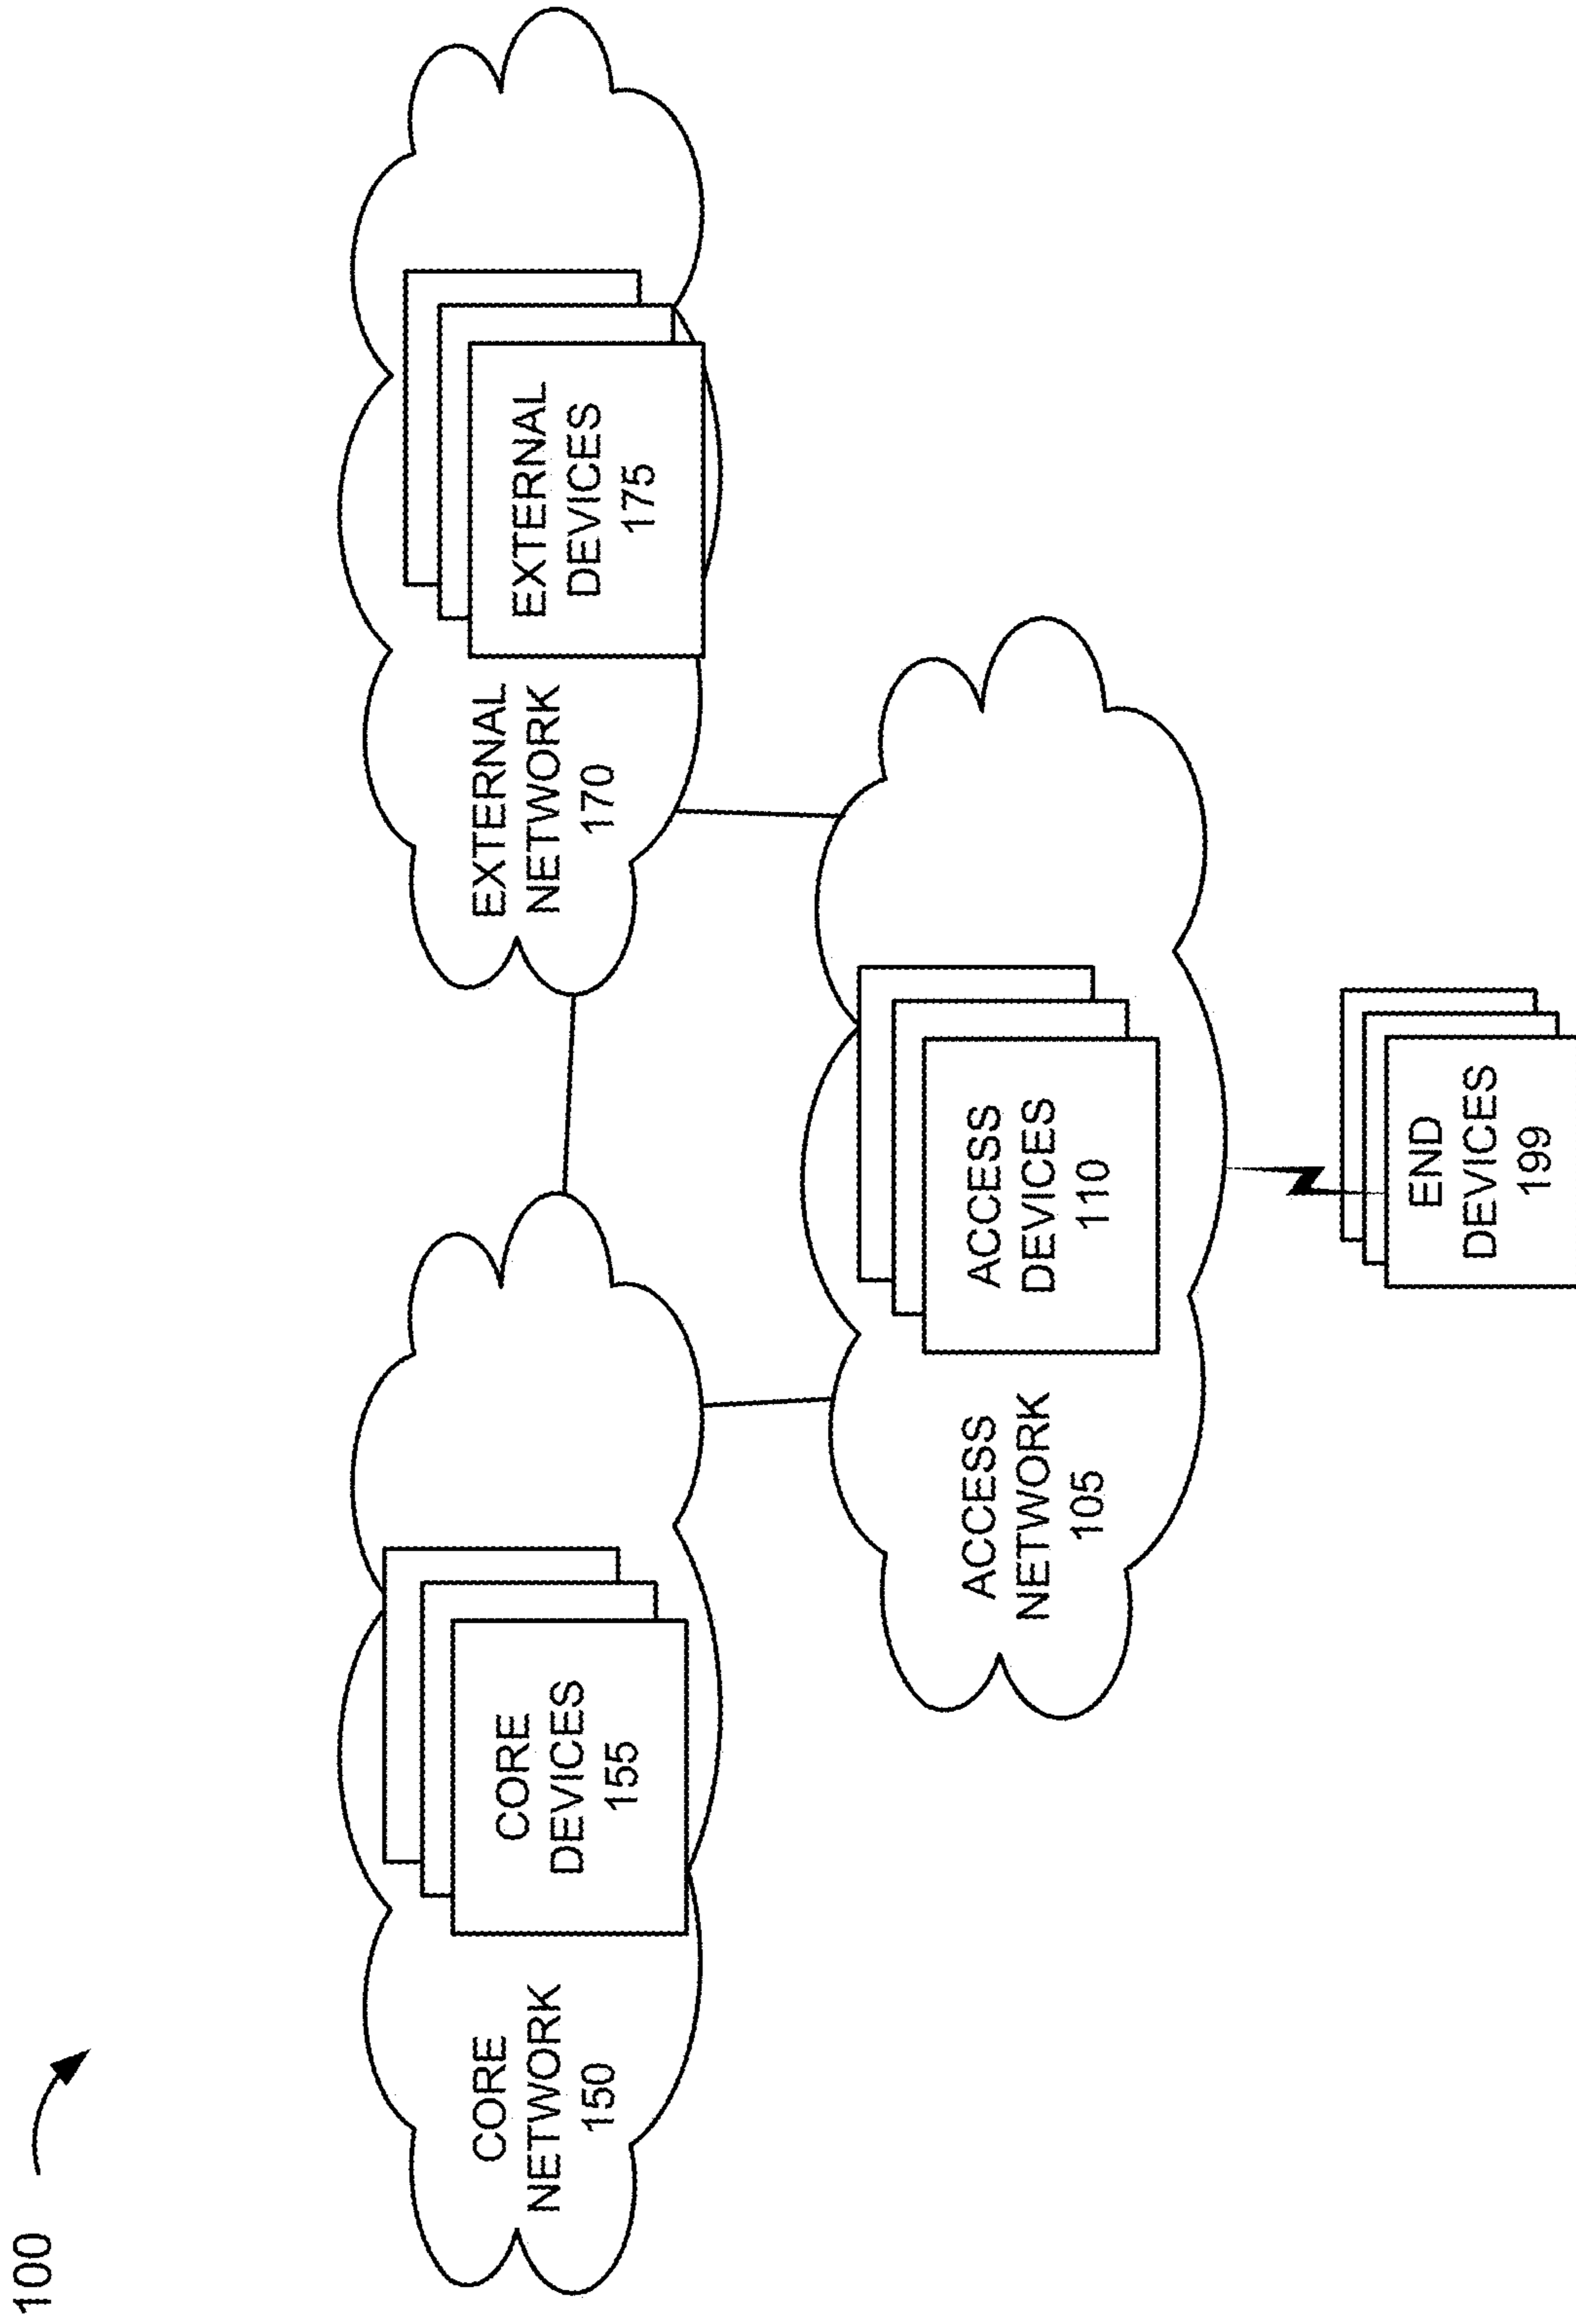 100
CORE
NETWORK
150
CORE
DEVICES
155
EXTERNAL
NETWORK
170
EXTERNAL
DEVICES
175
ACCESS
NETWORK
105
ACCESS
DEVICES
110
END
DEVICES
199